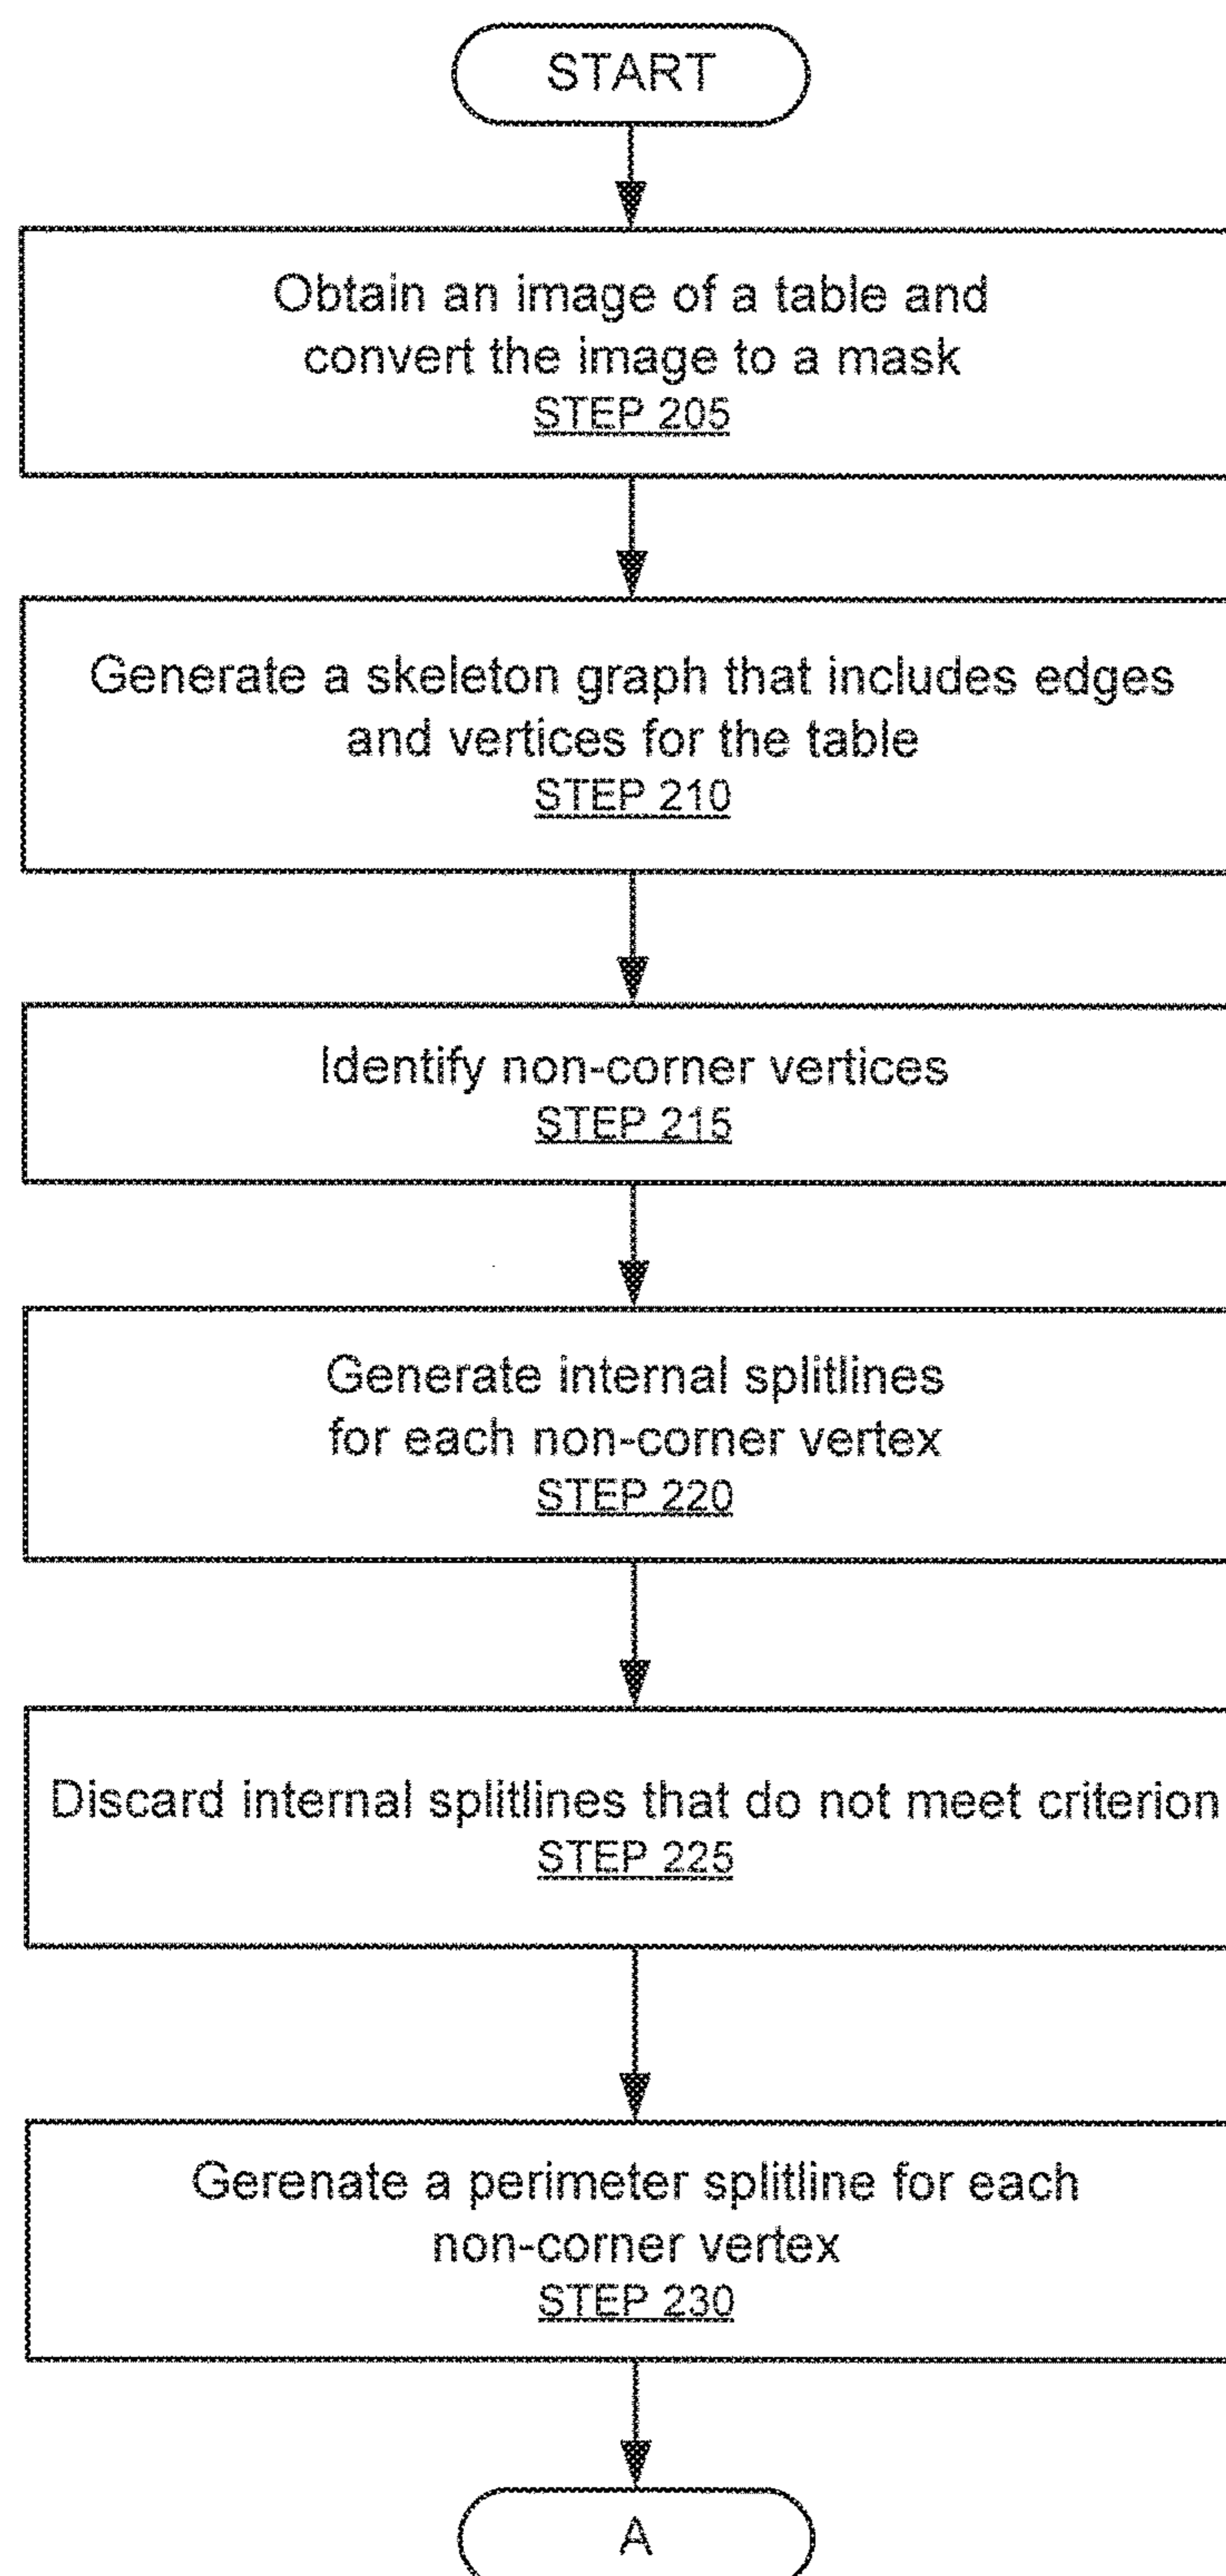 START
Obtain an image of a table and
convert the image to a mask
STEP 205
Generate a skeleton graph that includes edges
and vertices for the table
STEP 210
Identify non-corner vertices
STEP 215
Generate internal splitlines
for each non-corner vertex
STEP 220
Discard internal splitlines that do not meet criterion
STEP 225
Gerenate a perimeter splitline for each
non-corner vertex
STEP 230
A